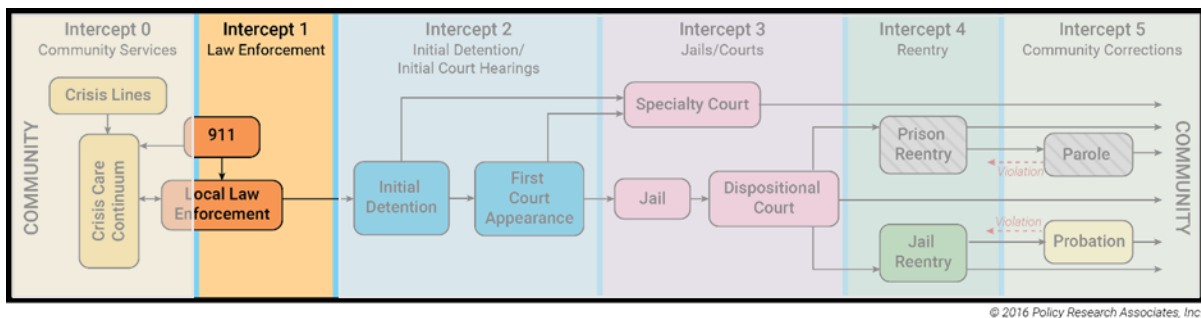 Intercept 0
Community Services
Intercept 1
Law Enforcement
Intercept 2
Initial Detention/
Initial Court Hearings
Intercept 3
Jails/Courts
Intercept 4
Reentry
Intercept 5
Community Corrections
COMMUNITY
Crisis Lines
Crisis Care
Continuum
911
Local Law
Enforcement
Initial
Detention
First
Court
Appearance
Specialty Court
Jail
Dispositional
Court
Prison
Reentry
Violation
Parole
Jail
Reentry
Violation
Probation
COMMUNITY
© 2016 Policy Research Associates, Inc